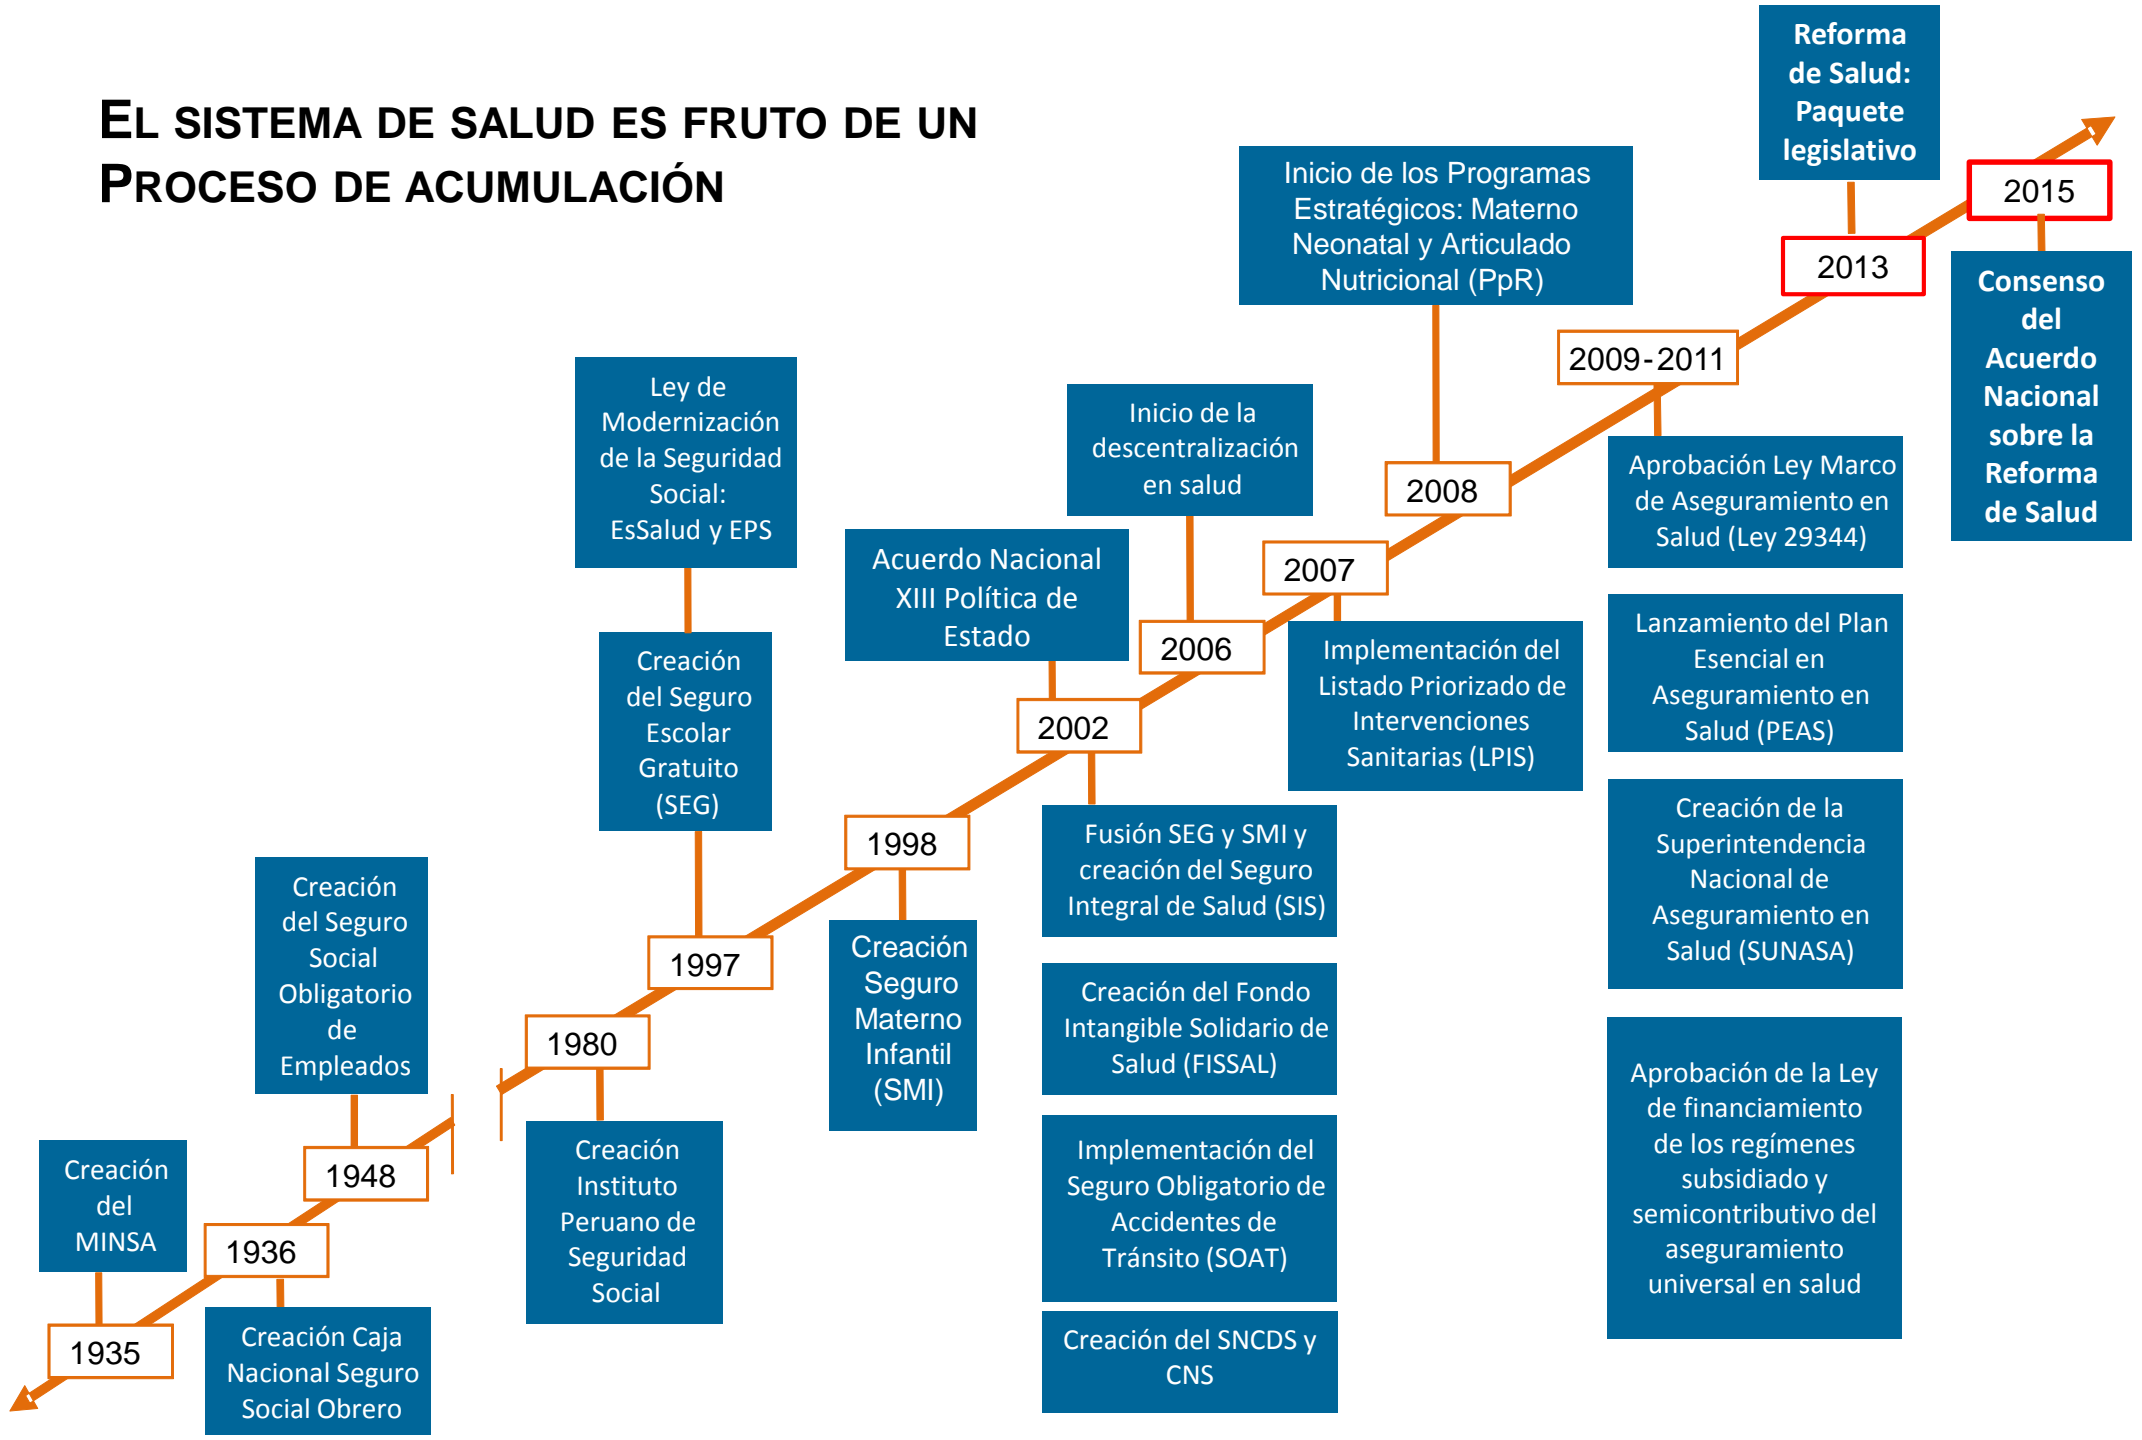 EL SISTEMA DE SALUD ES FRUTO DE UN
PROCESO DE ACUMULACIÓN
Creación
del
MINSA
1935
1936
Creación Caja
Nacional Seguro
Social Obrero
Creación
del Seguro
Social
Obligatorio
de
Empleados
1948
1980
Creación
Instituto
Peruano de
Seguridad
Social
Ley de
Modernización
de la Seguridad
Social:
EsSalud y EPS
Creación
del Seguro
Escolar
Gratuito
(SEG)
1997
1998
Creación
Seguro
Materno
Infantil
(SMI)
Acuerdo Nacional
XIII Política de
Estado
2002
Fusión SEG y SMI y
creación del Seguro
Integral de Salud (SIS)
Creación del Fondo
Intangible Solidario de
Salud (FISSAL)
Implementación del
Seguro Obligatorio de
Accidentes de
Tránsito (SOAT)
Creación del SNCDS y
CNS
Inicio de la
descentralización
en salud
2006
2007
Implementación del
Listado Priorizado de
Intervenciones
Sanitarias (LPIS)
Inicio de los Programas
Estratégicos: Materno
Neonatal y Articulado
Nutricional (PpR)
2008
2009-2011
Aprobación Ley Marco
de Aseguramiento en
Salud (Ley 29344)
Lanzamiento del Plan
Esencial en
Aseguramiento en
Salud (PEAS)
Creación de la
Superintendencia
Nacional de
Aseguramiento en
Salud (SUNASA)
Aprobación de la Ley
de financiamiento
de los regímenes
subsidiado y
semicontributivo del
aseguramiento
universal en salud
Reforma
de Salud:
Paquete
legislativo
2013
2015
Consenso
del
Acuerdo
Nacional
sobre la
Reforma
de Salud